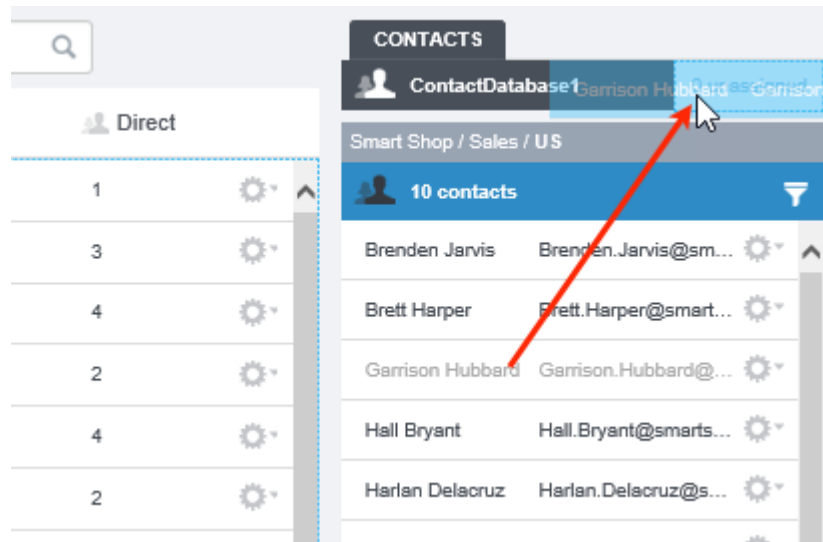 CONTACTS
ContactDatabase1 Garrison Hubbard Garrison
Direct
Smart Shop / Sales / US
1
10 contacts
3
Brenden Jarvis Brenden.Jarvis@sm...
4
Brett Harper Brett.Harper@smart...
2
Garrison Hubbard Garrison.Hubbard@...
4
Hall Bryant Hall.Bryant@smarts...
2
Harlan Delacruz Harlan.Delacruz@s...